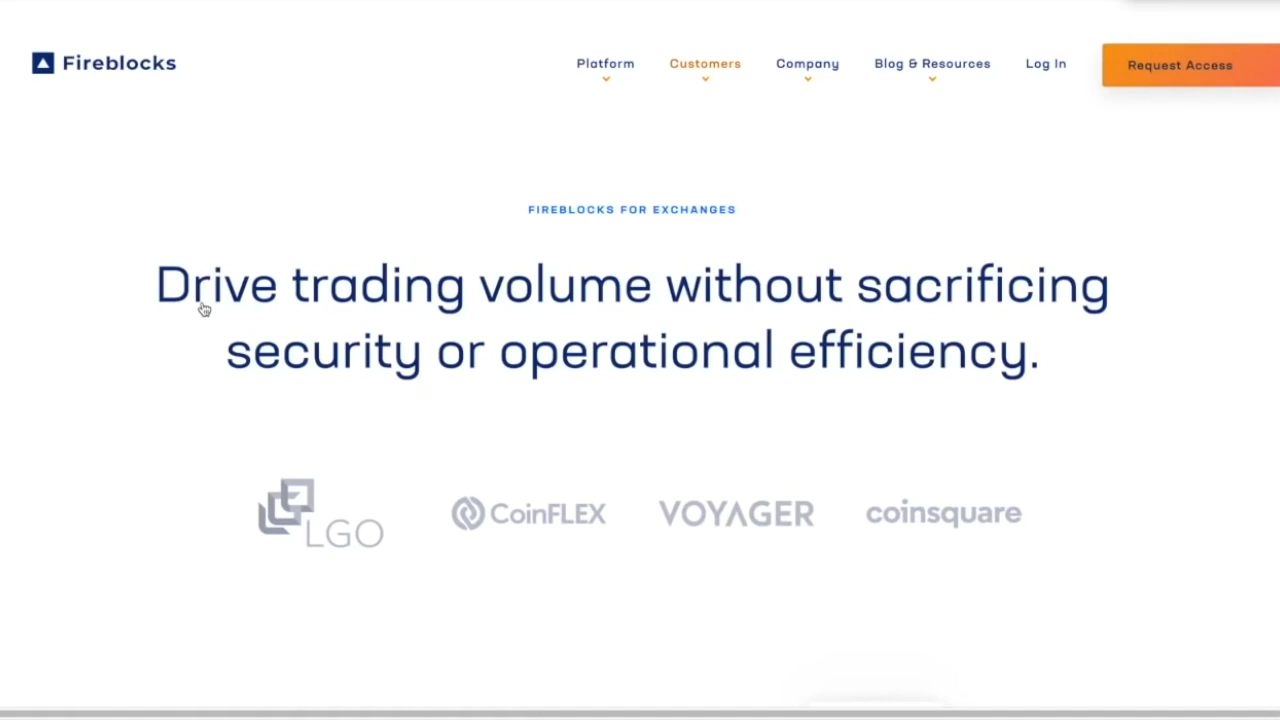 Fireblocks
Platform
Customers
Company
Blog & Resources
Log In
Request Access
FIREBLOCKS FOR EXCHANGES
Drive trading volume without sacrificing
security or operational efficiency.
LGO
CoinFLEX
VOYAGER
coinsquare